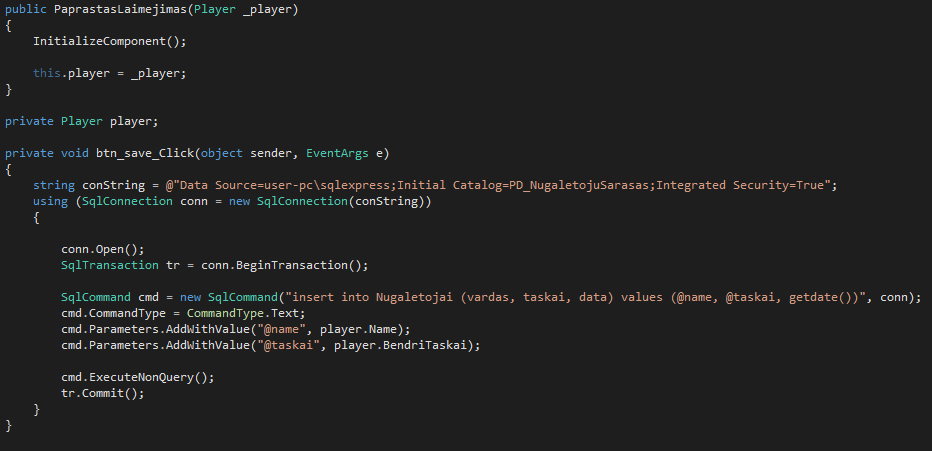 public PaprastasLaimejimas(Player _player)
{
InitializeComponent();
this.player = _player;
}
private Player player;
private void btn_save_Click(object sender, EventArgs e)
{
string conString = @"Data Source=user-pc\sqlexpress;Initial Catalog=PD_NugaletojuSarasas;Integrated Security=True";
using (SqlConnection conn = new SqlConnection(conString))
{
conn.Open();
SqlTransaction tr = conn.BeginTransaction();
SqlCommand cmd = new SqlCommand("insert into Nugaletojai (vardas, taskai, data) values (@name, @taskai, getdate())", conn);
cmd.CommandType = CommandType.Text;
cmd.Parameters.AddWithValue("@name", player.Name);
cmd.Parameters.AddWithValue("@taskai", player.BendriTaskai);
cmd.ExecuteNonQuery();
tr.Commit();
}
}